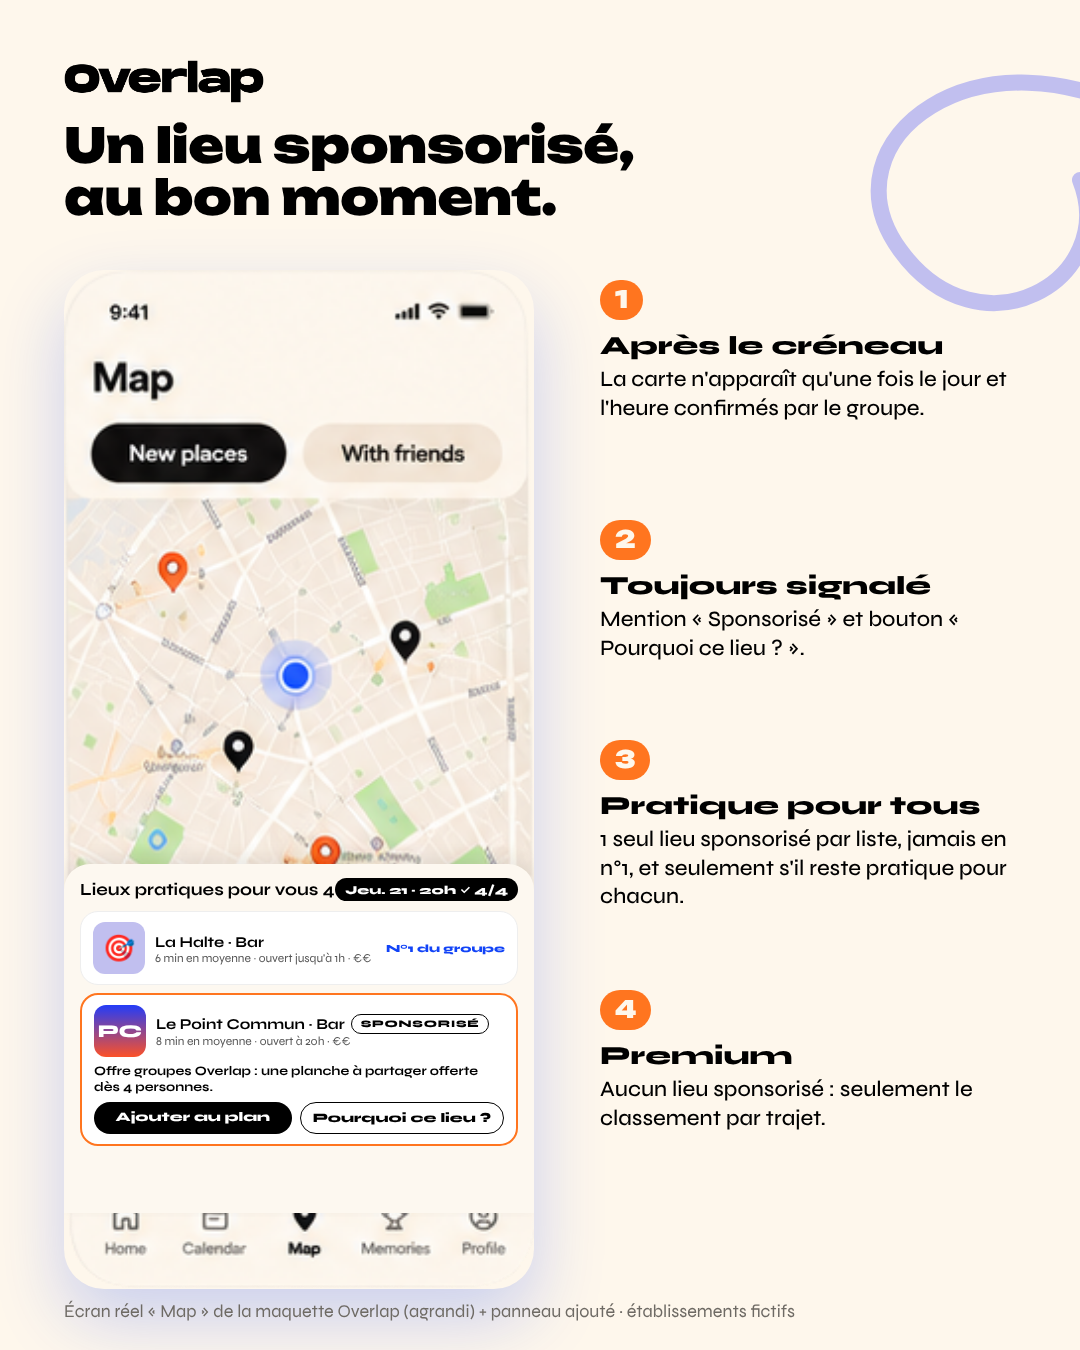 Overlap
Un lieu sponsorisé,
au bon moment.
9:41
Map
New places
With friends
Lieux pratiques pour vous 4
Jeu. 21 · 20h ✓ 4/4
La Halte · Bar
6 min en moyenne · ouvert jusqu'à 1h · €€
N°1 du groupe
PC
Le Point Commun · Bar
SPONSORISÉ
8 min en moyenne · ouvert à 20h · €€
Offre groupes Overlap : une planche à partager offerte
dès 4 personnes.
Ajouter au plan
Pourquoi ce lieu ?
Home
Calendar
Map
Memories
Profile
1
Après le créneau
La carte n'apparaît qu'une fois le jour et
l'heure confirmés par le groupe.
2
Toujours signalé
Mention « Sponsorisé » et bouton «
Pourquoi ce lieu ? ».
3
Pratique pour tous
1 seul lieu sponsorisé par liste, jamais en
n°1, et seulement s'il reste pratique pour
chacun.
4
Premium
Aucun lieu sponsorisé : seulement le
classement par trajet.
Écran réel « Map » de la maquette Overlap (agrandi) + panneau ajouté · établissements fictifs